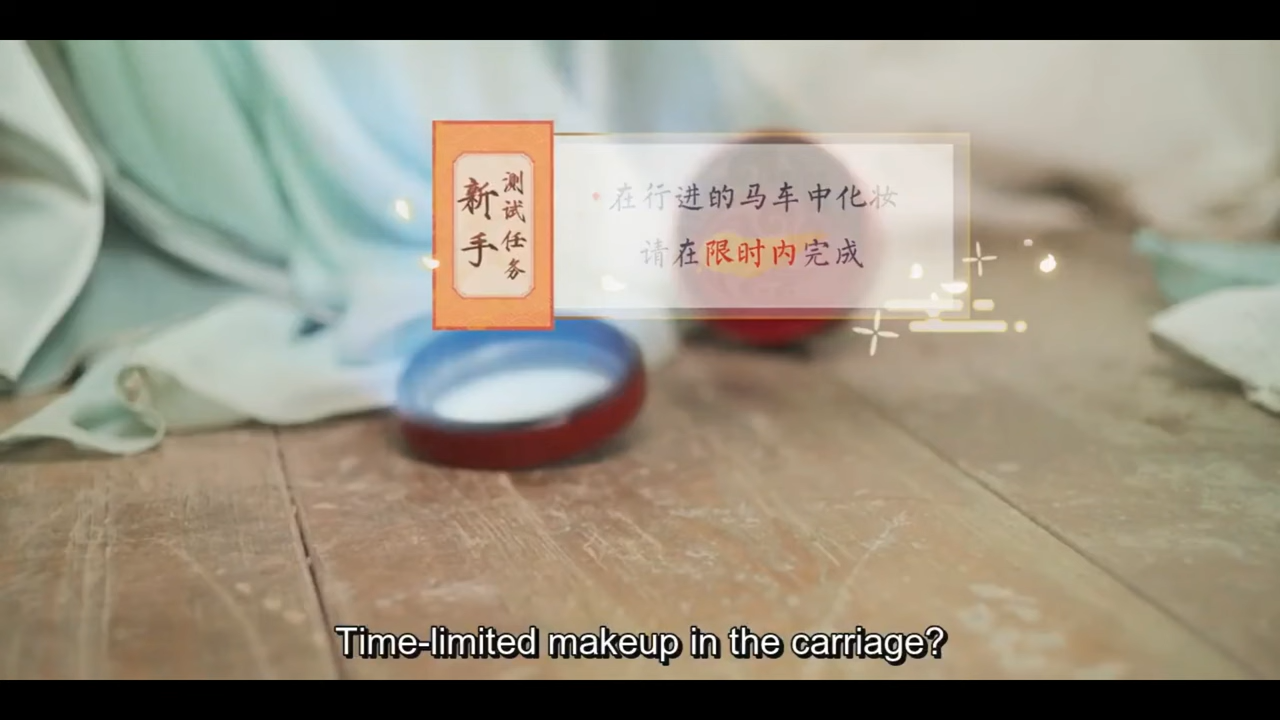 新手
测试任务
在行进的马车中化妆
请在限时内完成
Time-limited makeup in the carriage?